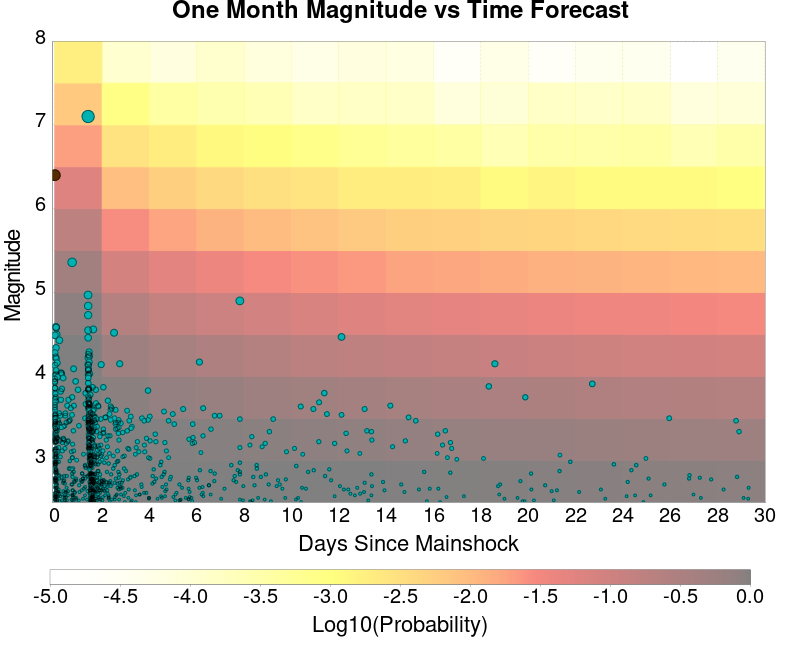 One Month Magnitude vs Time Forecast
8
7
6
5
4
3
Magnitude
0 2 4 6 8 10 12 14 16 18 20 22 24 26 28 30
Days Since Mainshock
-5.0 -4.5 -4.0 -3.5 -3.0 -2.5 -2.0 -1.5 -1.0 -0.5 0.0
Log10(Probability)